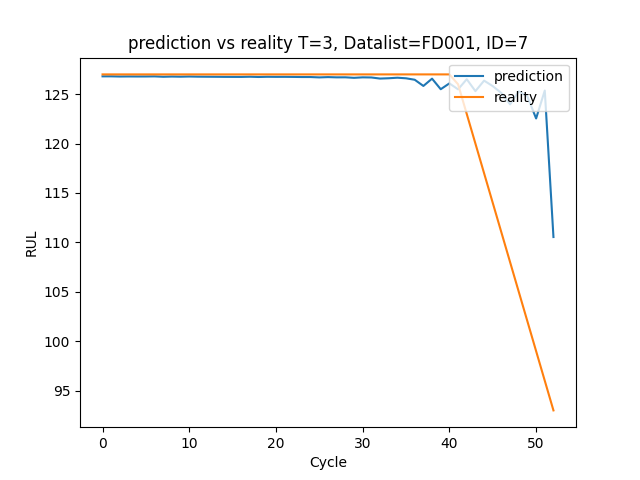 prediction vs reality T=3, Datalist=FD001, ID=7
prediction
reality
125
120
115
110
105
100
95
RUL
0 10 20 30 40 50
Cycle